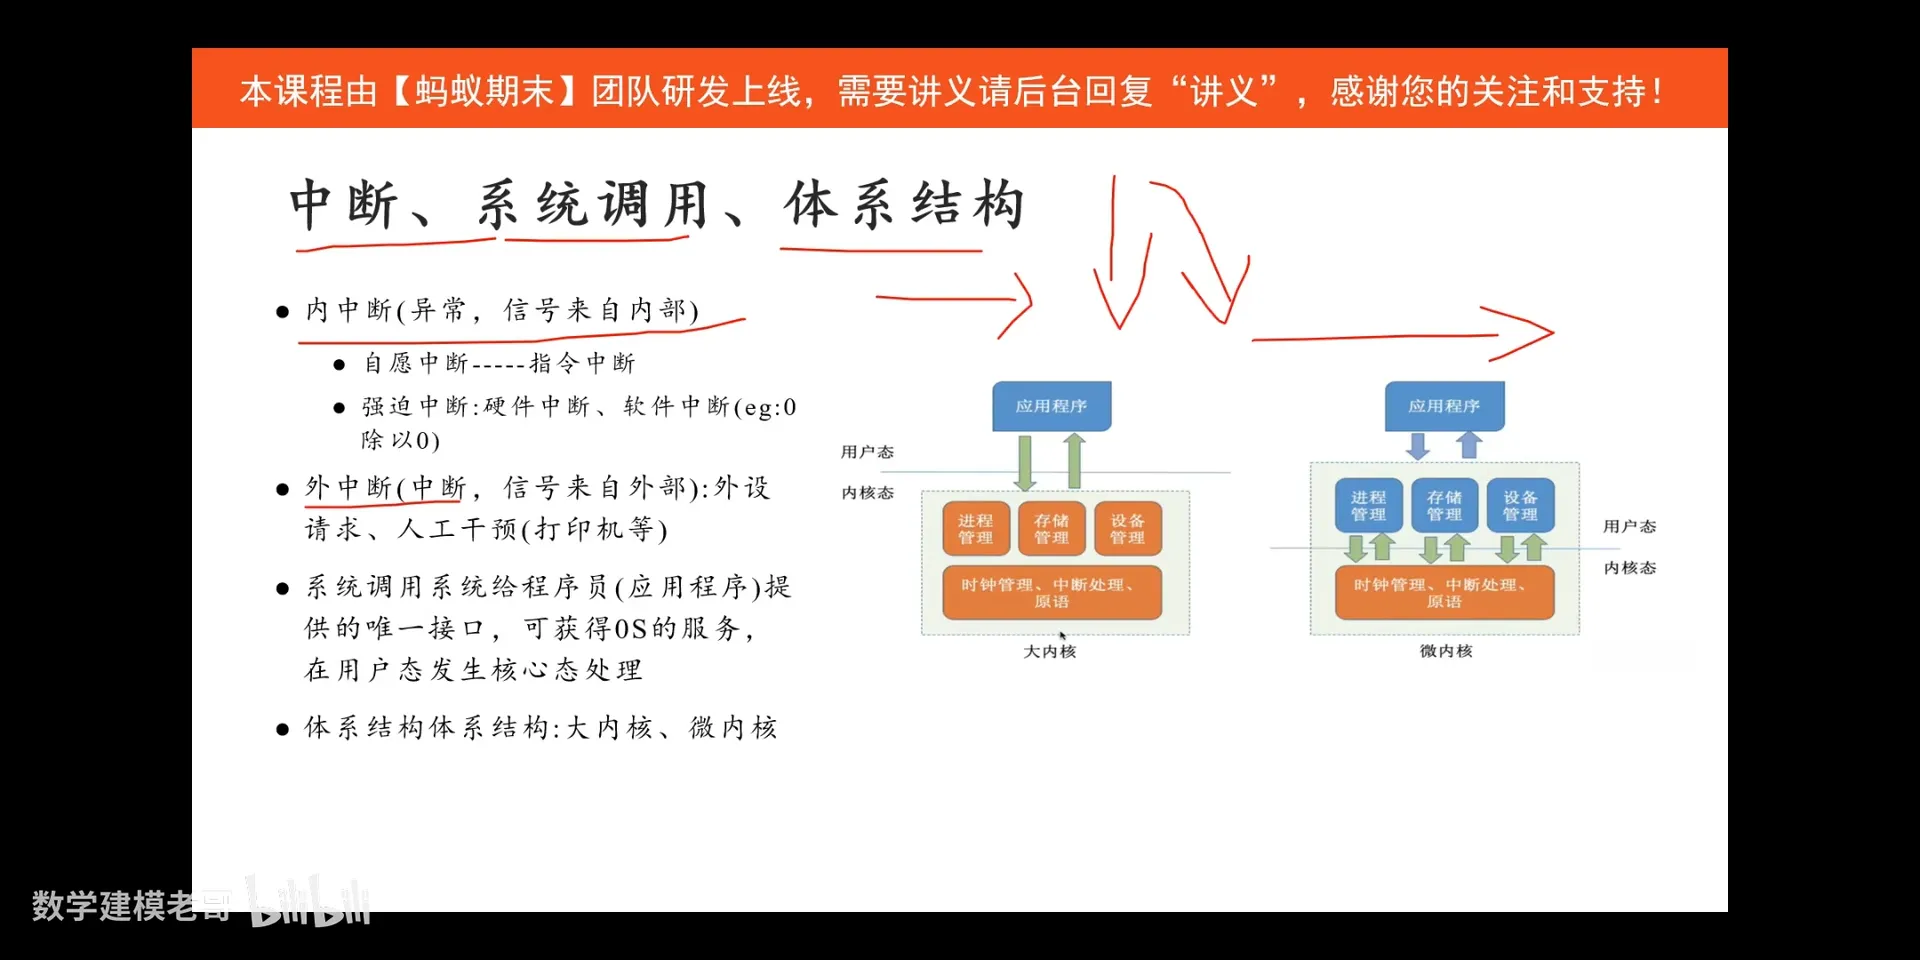 本课程由【蚂蚁期末】团队研发上线，需要讲义请后台回复“讲义”，感谢您的关注和支持！
中断、系统调用、体系结构
内中断(异常，信号来自内部)
自愿中断-----指令中断
强迫中断:硬件中断、软件中断(eg:0
除以0)
外中断(中断，信号来自外部):外设
请求、人工干预(打印机等)
系统调用系统给程序员(应用程序)提
供的唯一接口，可获得OS的服务，
在用户态发生核心态处理
体系结构体系结构:大内核、微内核
应用程序
用户态
内核态
进程
管理
存储
管理
设备
管理
时钟管理、中断处理、
原语
大内核
应用程序
进程
管理
存储
管理
设备
管理
用户态
内核态
时钟管理、中断处理、
原语
微内核
数学建模老哥 bilibili